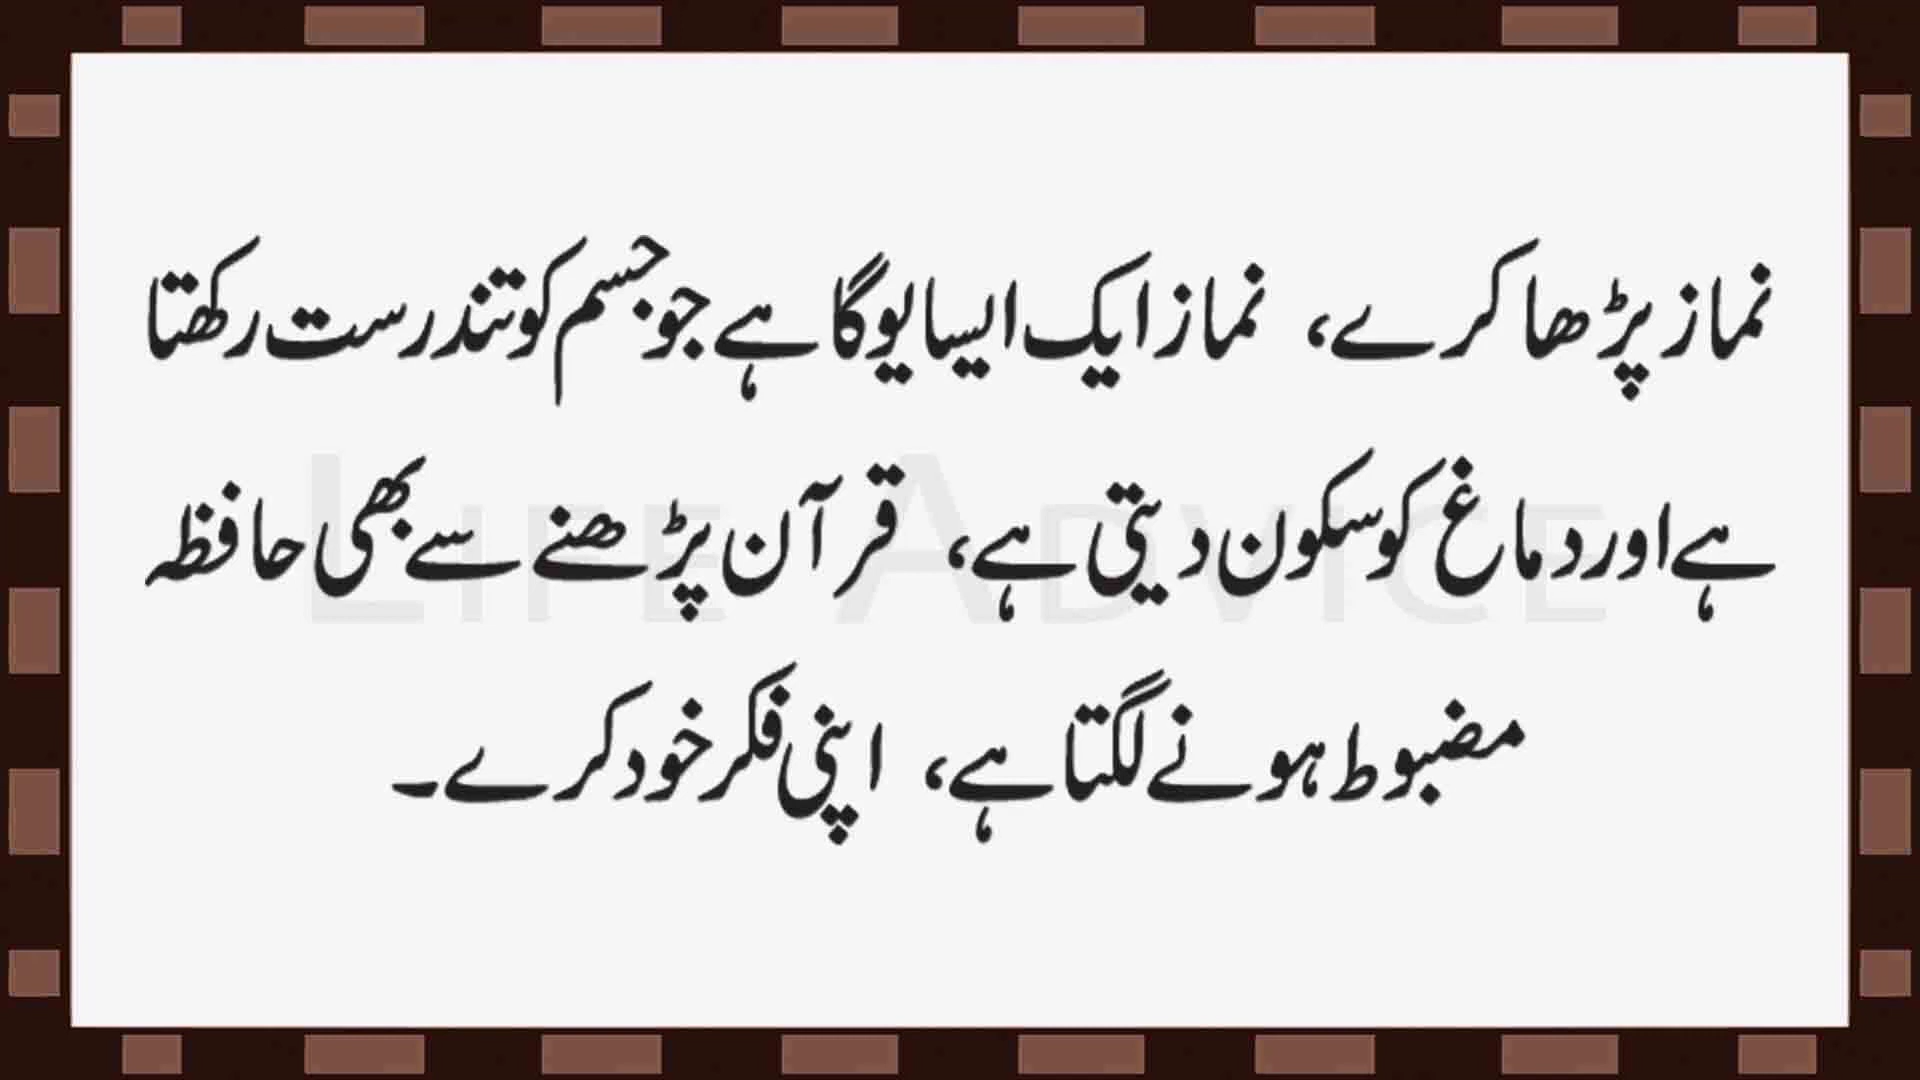 نماز پڑھا کرے، نماز ایک ایسا یوگا ہے جو جسم کو تندرست رکھتا
ہے اور دماغ کو سکون دیتی ہے، قرآن پڑھنے سے بھی حافظہ
مضبوط ہونے لگتا ہے، اپنی فکر خود کرے۔
LIFE ADVICE